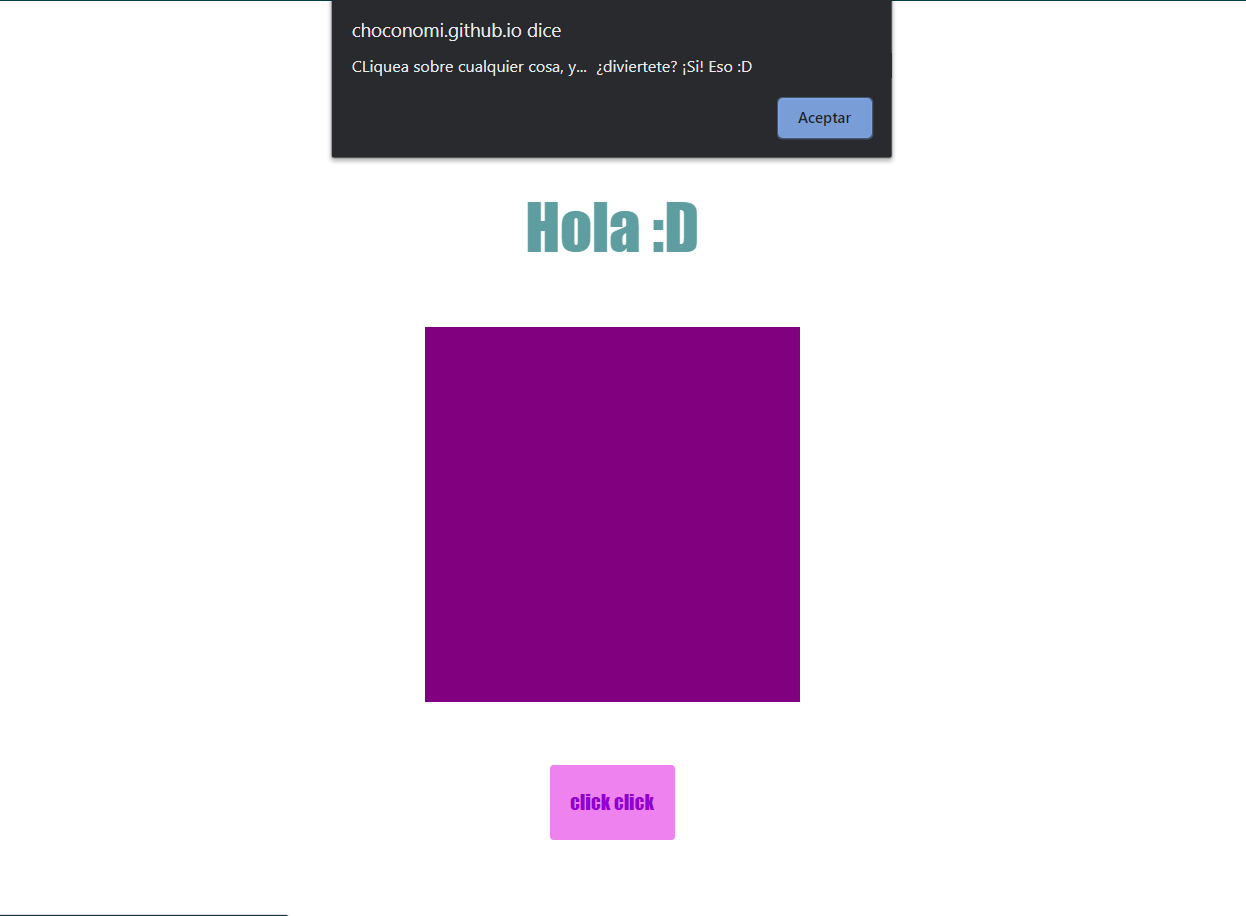 choconomi.github.io dice
CLiquea sobre cualquier cosa, y... ¿diviertete? ¡Si! Eso :D
Aceptar
Hola :D
click click